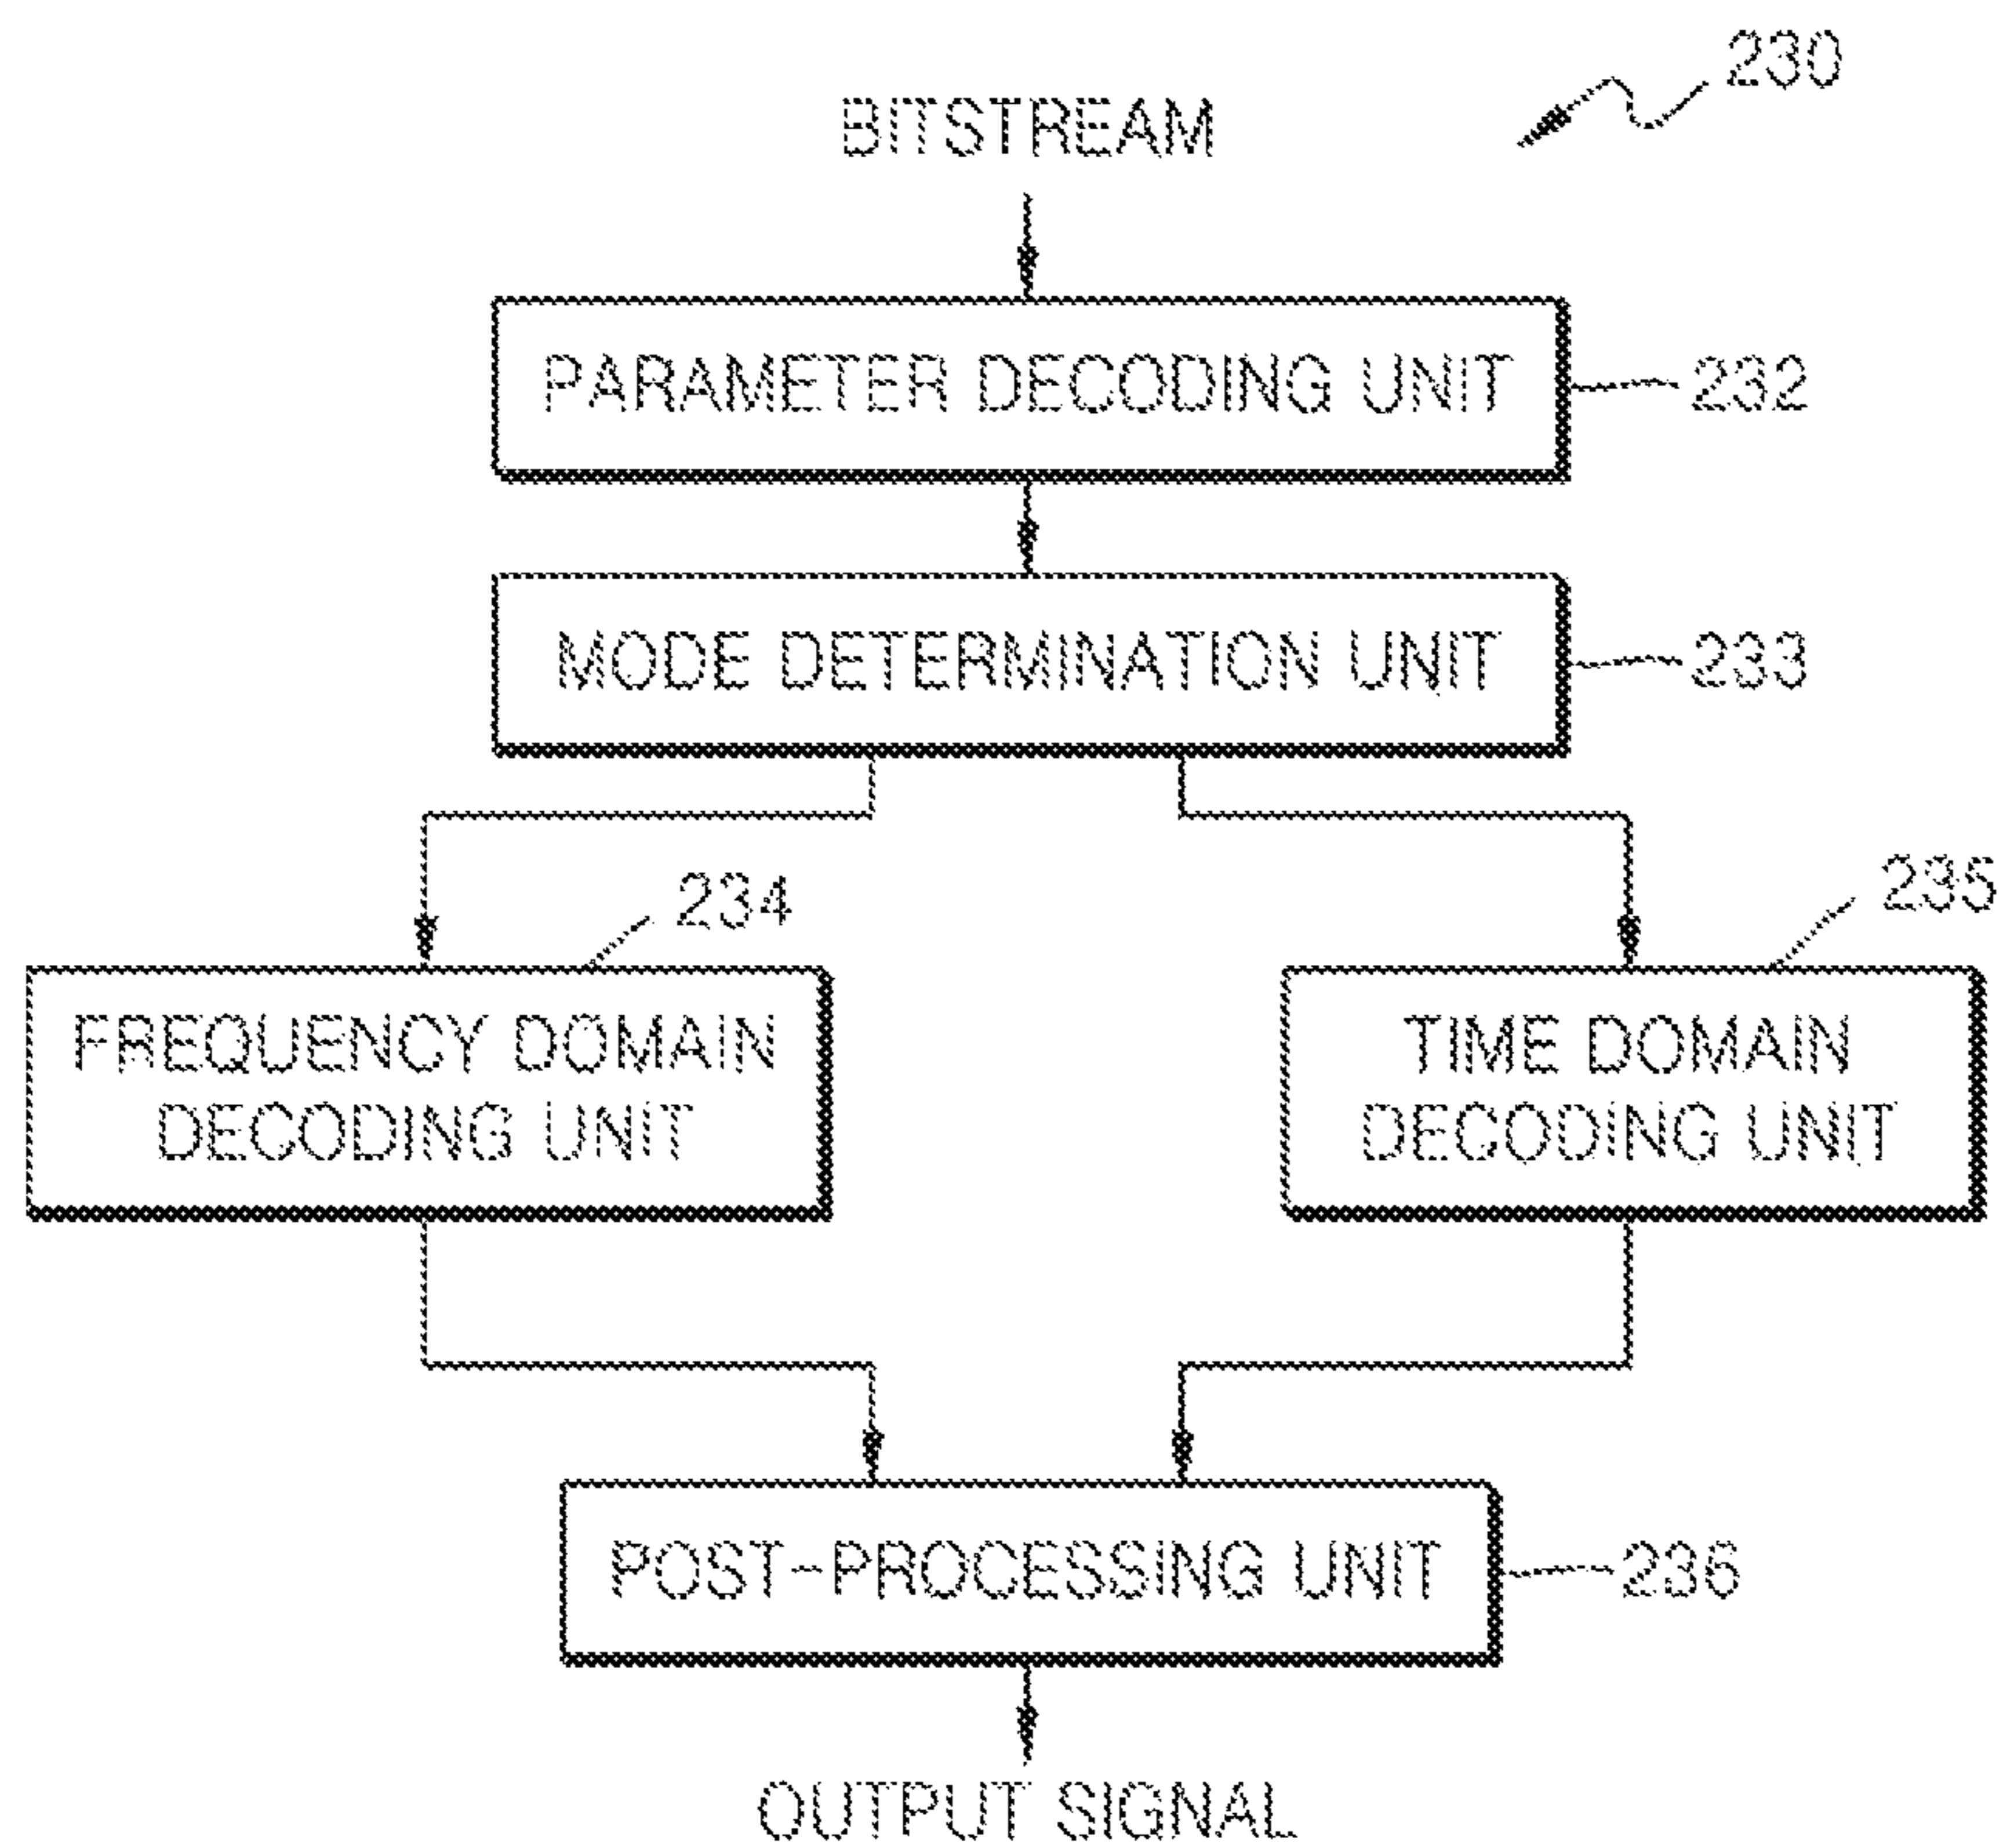 230
BITSTREAM
PARAMETER DECODING UNIT
232
MODE DETERMINATION UNIT
233
234
235
FREQUENCY DOMAIN
DECODING UNIT
TIME DOMAIN
DECODING UNIT
POST-PROCESSING UNIT
236
OUTPUT SIGNAL